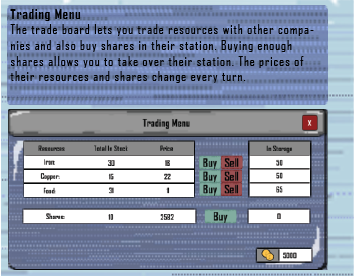 Trading Menu
The trade board lets you trade resources with other compa-
nies and also buy shares in their station. Buying enough
shares allows you to take over their station. The prices of
their resources and shares change every turn.
Trading Menu X
Resources Total In Stock Price In Storage
Iron: 30 18 Buy Sell 50
Copper: 15 22 Buy Sell 50
Food: 31 Buy Sell 65
Shares: 10 3582 Buy 0
5000